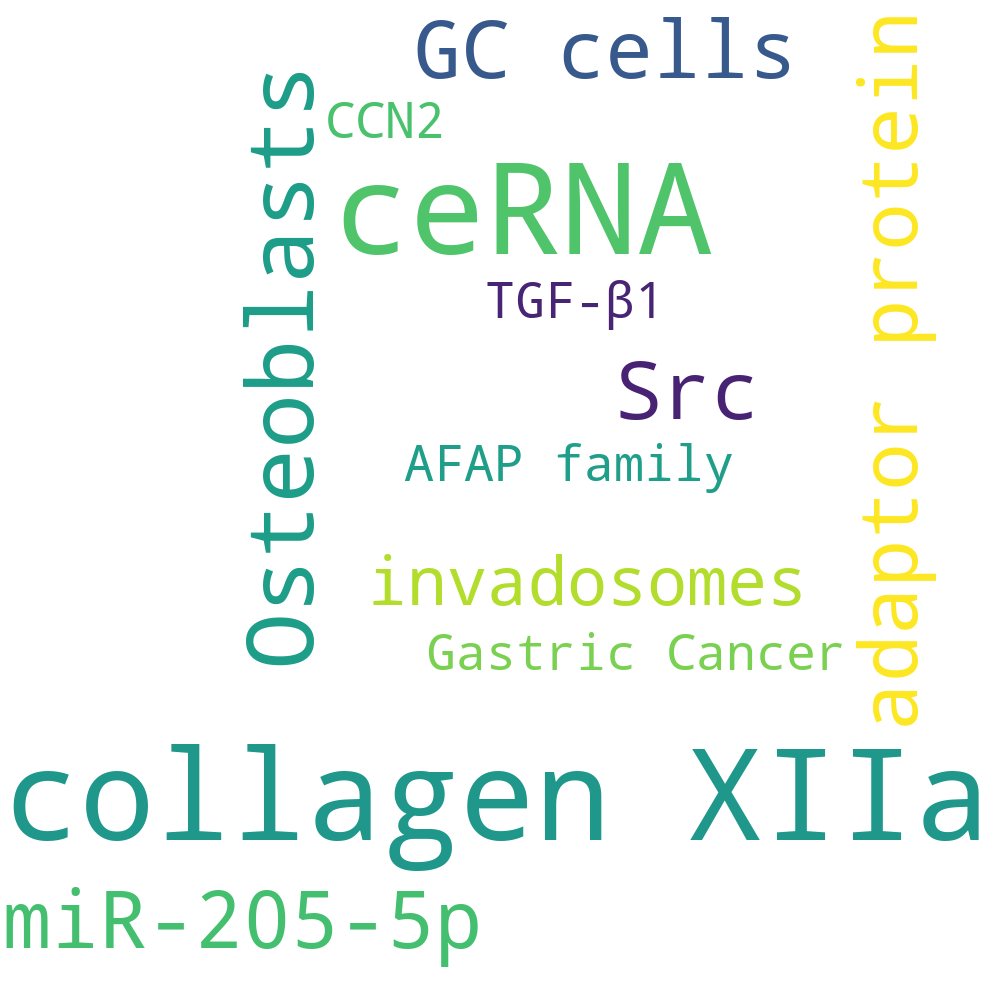 GC cells
CCN2
ceRNA
TGF-β1
Src
AFAP family
invadosomes
Gastric Cancer
Osteoblasts
adaptor protein
collagen XIIa
miR-205-5p